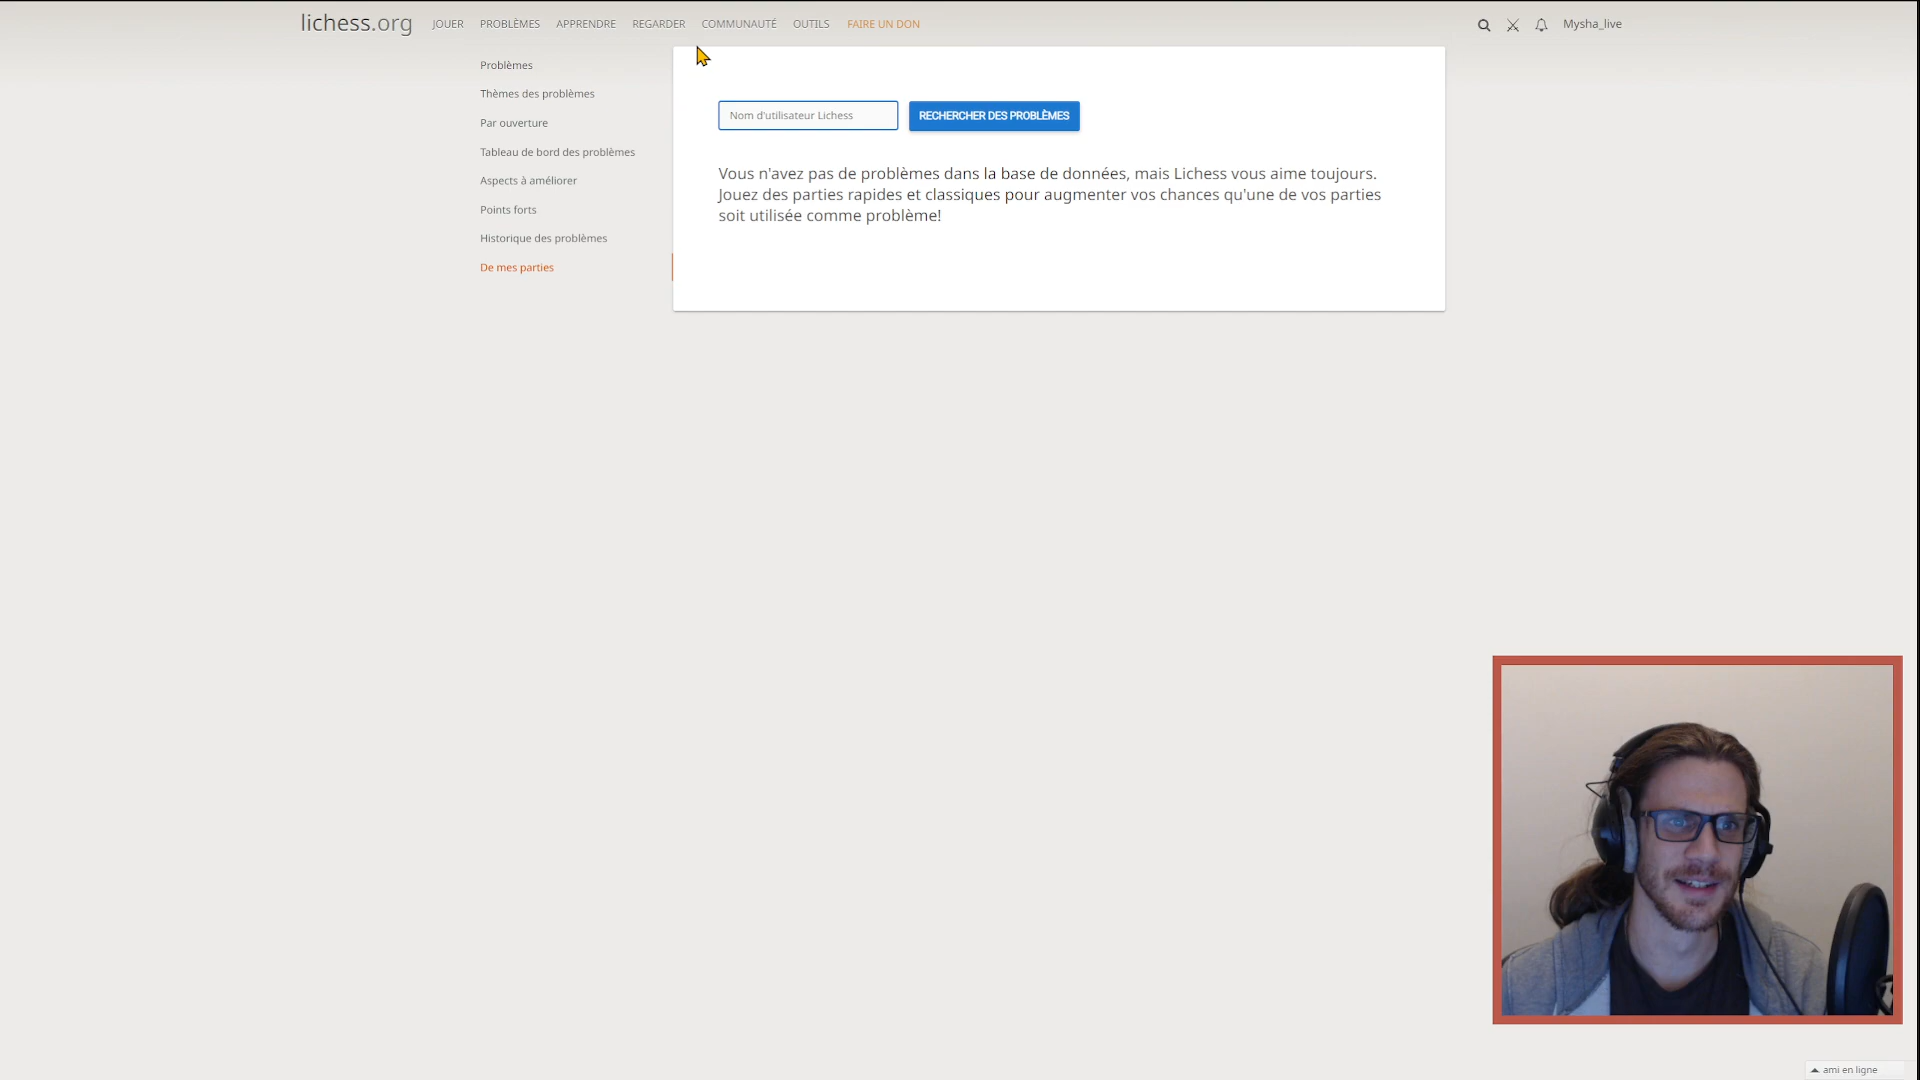 lichess.org JOUER PROBLÈMES APPRENDRE REGARDER COMMUNAUTÉ OUTILS FAIRE UN DON Mysha_live
Problèmes
Thèmes des problèmes
Par ouverture
Tableau de bord des problèmes
Aspects à améliorer
Points forts
Historique des problèmes
De mes parties
Nom d'utilisateur Lichess RECHERCHER DES PROBLÈMES
Vous n'avez pas de problèmes dans la base de données, mais Lichess vous aime toujours.
Jouez des parties rapides et classiques pour augmenter vos chances qu'une de vos parties
soit utilisée comme problème!
ami en ligne